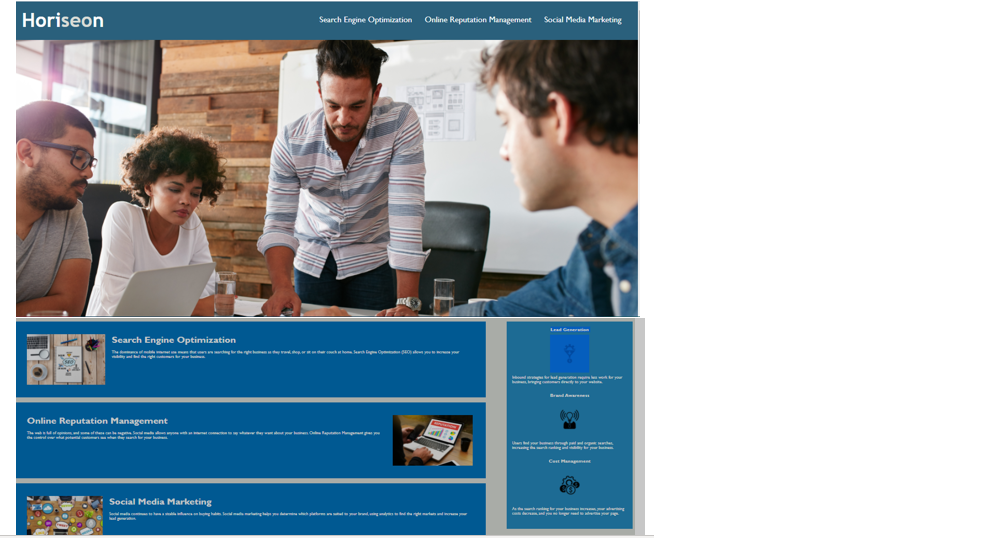 Horiseon
Search Engine Optimization
Online Reputation Management
Social Media Marketing
Search Engine Optimization
The dominance of mobile internet use means that users are searching for the right business as they travel, shop, or sit on their couch at home. Search Engine Optimization (SEO) allows you to increase your
visibility and find the right customers for your business.
Online Reputation Management
The web is full of opinions, and some of these can be negative. Social media allows anyone with an internet connection to say whatever they want about your business. Online Reputation Management gives you
the control over what potential customers see when they search for your business.
Social Media Marketing
Social media continues to have a sizable influence on buying habits. Social media marketing helps you determine which platforms are suited to your brand, using analytics to find the right markets and increase your
lead generation.
Lead Generation
Inbound strategies for lead generation require less work for your
business, bringing customers directly to your website.
Brand Awareness
Users find your business through paid and organic searches,
increasing the search ranking and visibility for your business.
Cost Management
As the search ranking for your business increases, your advertising
costs decrease, and you no longer need to advertise your page.